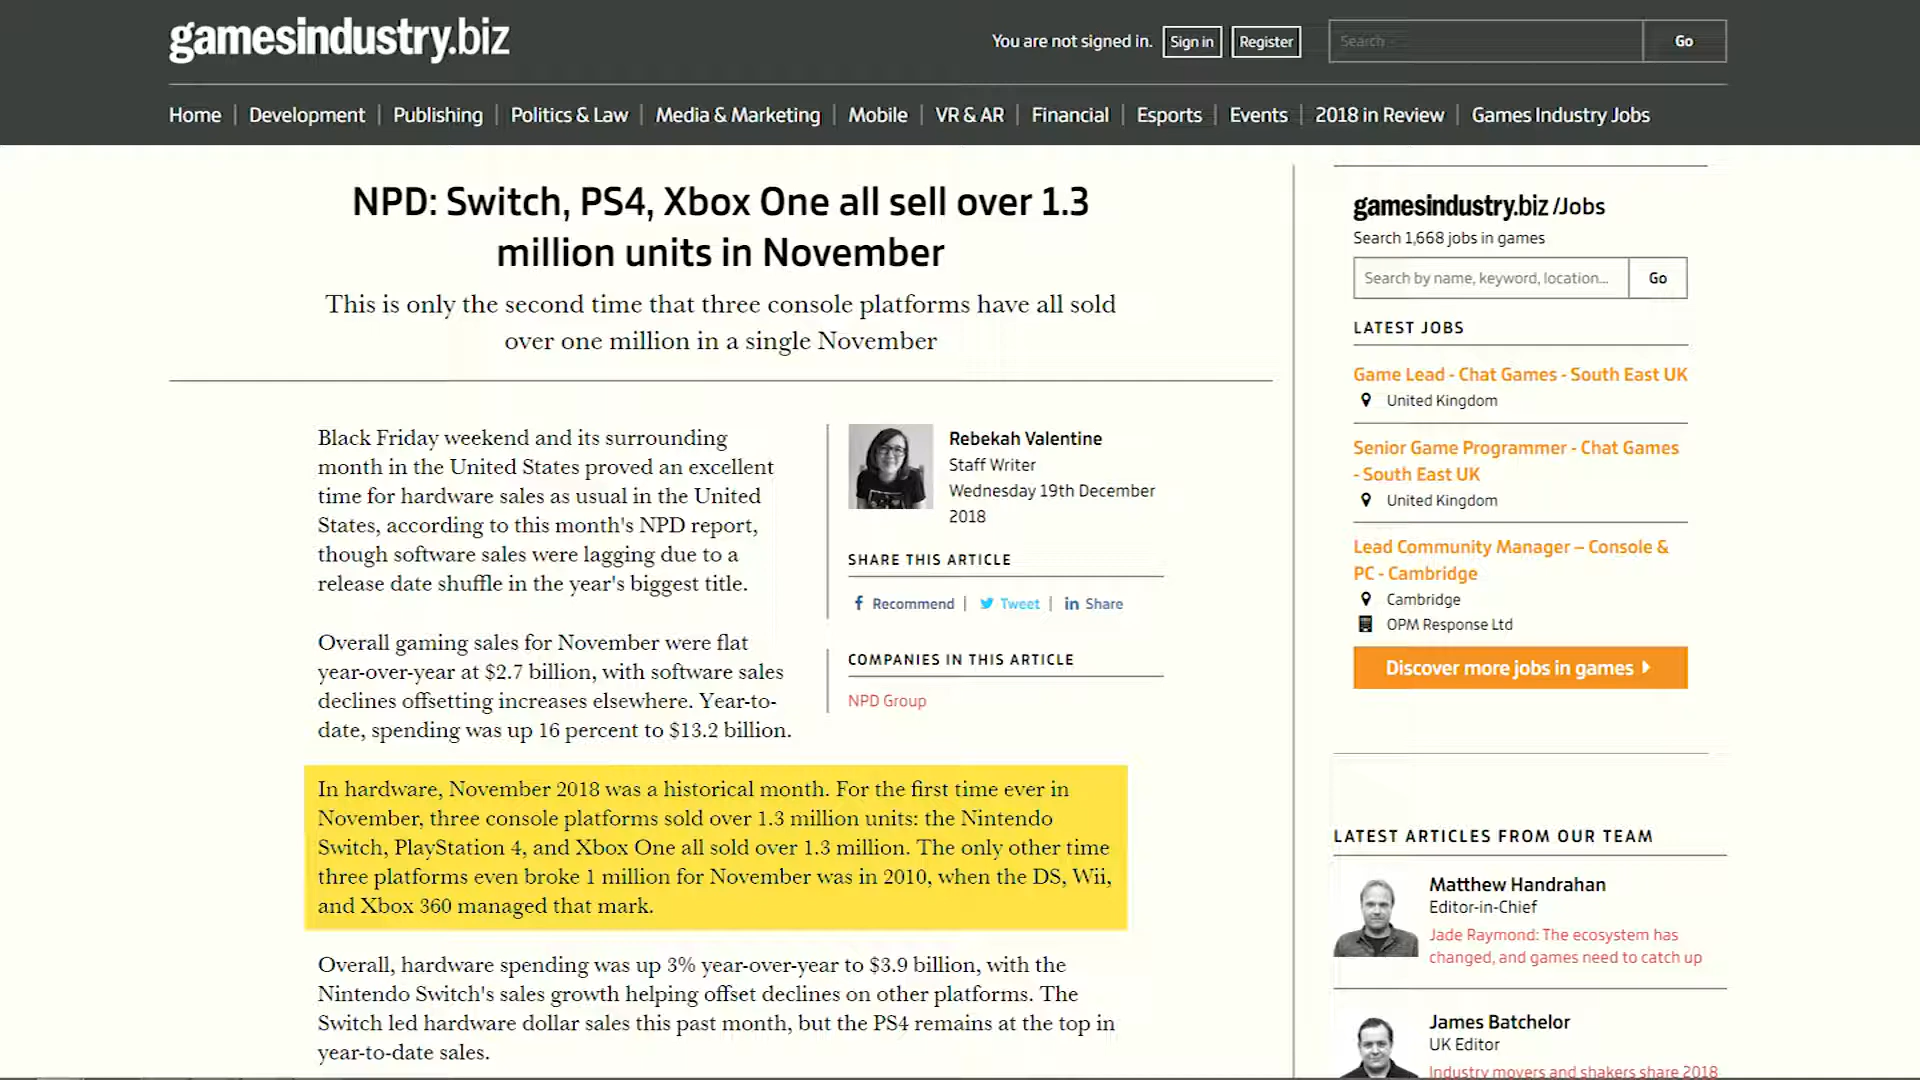 gamesindustry.biz
You are not signed in. Sign in Register Search Go
Home Development Publishing Politics & Law Media & Marketing Mobile VR & AR Financial Esports Events 2018 in Review Games Industry Jobs
NPD: Switch, PS4, Xbox One all sell over 1.3
million units in November
This is only the second time that three console platforms have all sold
over one million in a single November
Black Friday weekend and its surrounding
month in the United States proved an excellent
time for hardware sales as usual in the United
States, according to this month's NPD report,
though software sales were lagging due to a
release date shuffle in the year's biggest title.
Overall gaming sales for November were flat
year-over-year at $2.7 billion, with software sales
declines offsetting increases elsewhere. Year-to-
date, spending was up 16 percent to $13.2 billion.
In hardware, November 2018 was a historical month. For the first time ever in
November, three console platforms sold over 1.3 million units: the Nintendo
Switch, PlayStation 4, and Xbox One all sold over 1.3 million. The only other time
three platforms even broke 1 million for November was in 2010, when the DS, Wii,
and Xbox 360 managed that mark.
Overall, hardware spending was up 3% year-over-year to $3.9 billion, with the
Nintendo Switch's sales growth helping offset declines on other platforms. The
Switch led hardware dollar sales this past month, but the PS4 remains at the top in
year-to-date sales.
Rebekah Valentine
Staff Writer
Wednesday 19th December
2018
SHARE THIS ARTICLE
Recommend Tweet Share
COMPANIES IN THIS ARTICLE
NPD Group
gamesindustry.biz /Jobs
Search 1,668 jobs in games
Search by name, keyword, location... Go
LATEST JOBS
Game Lead - Chat Games - South East UK
United Kingdom
Senior Game Programmer - Chat Games
- South East UK
United Kingdom
Lead Community Manager – Console &
PC - Cambridge
Cambridge
OPM Response Ltd
Discover more jobs in games
LATEST ARTICLES FROM OUR TEAM
Matthew Handrahan
Editor-in-Chief
Jade Raymond: The ecosystem has
changed, and games need to catch up
James Batchelor
UK Editor
Industry movers and shakers share 2018